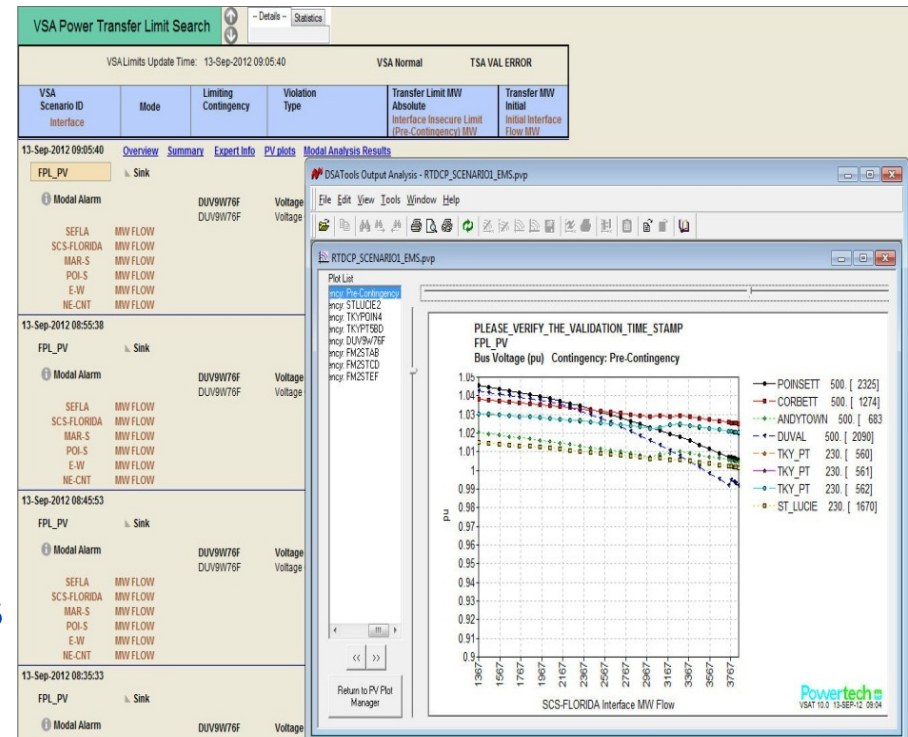 VSA Power Transfer Limit Search
-- Details -- Statistics
VSA Limits Update Time: 13-Sep-2012 09:05:40 VSA Normal TSA VAL ERROR
VSA Scenario ID
Interface
Mode
Limiting Contingency
Violation Type
Transfer Limit MW
Absolute
Interface Insecure Limit
(Pre-Contingency) MW
Transfer MW
Initial
Initial Interface
Flow MW
13-Sep-2012 09:05:40 Overview Summary Expert Info PV plots Modal Analysis Results
FPL_PV Sink
Modal Alarm DUV9W76F Voltage
DUV9W76F Voltage
SEFLA MW FLOW
SCS-FLORIDA MW FLOW
MAR-S MW FLOW
POI-S MW FLOW
E-W MW FLOW
NE-CNT MW FLOW
13-Sep-2012 08:55:38
FPL_PV Sink
Modal Alarm DUV9W76F Voltage
DUV9W76F Voltage
SEFLA MW FLOW
SCS-FLORIDA MW FLOW
MAR-S MW FLOW
POI-S MW FLOW
E-W MW FLOW
NE-CNT MW FLOW
13-Sep-2012 08:45:53
FPL_PV Sink
Modal Alarm DUV9W76F Voltage
DUV9W76F Voltage
SEFLA MW FLOW
SCS-FLORIDA MW FLOW
MAR-S MW FLOW
POI-S MW FLOW
E-W MW FLOW
NE-CNT MW FLOW
13-Sep-2012 08:35:33
FPL_PV Sink
Modal Alarm DUV9W76F Voltage
DSATools Output Analysis - RTDCP_SCENARIO1_EMS.pvp
File Edit View Tools Window Help
RTDCP_SCENARIO1_EMS.pvp
Plot List
ency: Pre-Contingency
ency: STLUCIE2
ency: TKYPOIN4
ency: TKYPT5BD
ency: DUV9W76F
ency: FM2STAB
ency: FM2STCD
ency: FM2STEF
<< >>
Return to PV Plot
Manager
PLEASE_VERIFY_THE_VALIDATION_TIME_STAMP
FPL_PV
Bus Voltage (pu) Contingency: Pre-Contingency
1.05
1.04
1.03
1.02
1.01
1
0.99
0.98
0.97
0.96
0.95
0.94
0.93
0.92
0.91
0.9
pu
1367 1567 1767 1967 2167 2367 2567 2767 2967 3167 3367 3567 3767
SCS-FLORIDA Interface MW Flow
POINSETT 500. [ 2325]
CORBETT 500. [ 1274]
ANDYTOWN 500. [ 683
DUVAL 500. [ 2090]
TKY_PT 230. [ 560]
TKY_PT 230. [ 561]
TKY_PT 230. [ 562]
ST_LUCIE 230. [ 1670]
Powertech
VSAT 10.0 13-SEP-12 09:04